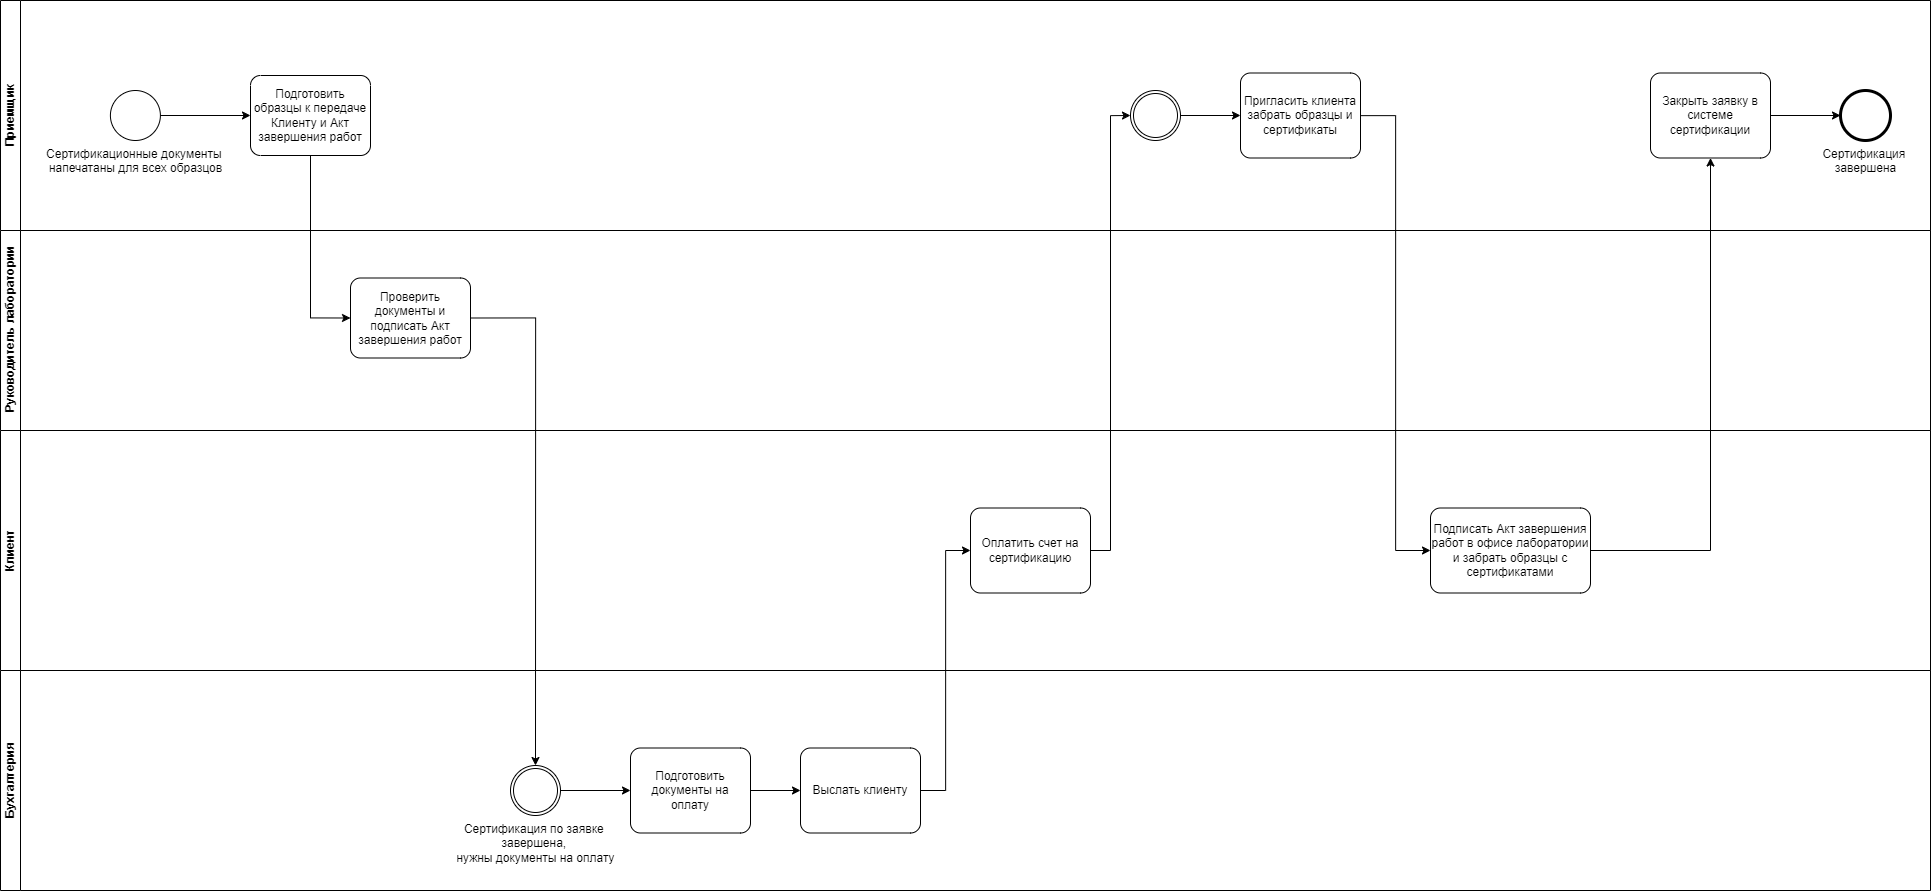 Приемщик
Сертификационные документы
напечатаны для всех образцов
Подготовить
образцы к передаче
Клиенту и Акт
завершения работ
Пригласить клиента
забрать образцы и
сертификаты
Закрыть заявку в
системе
сертификации
Сертификация
завершена
Руководитель лаборатории
Проверить
документы и
подписать Акт
завершения работ
Клиент
Оплатить счет на
сертификацию
Подписать Акт завершения
работ в офисе лаборатории
и забрать образцы с
сертификатами
Бухгалтерия
Сертификация по заявке
завершена,
нужны документы на оплату
Подготовить
документы на
оплату
Выслать клиенту